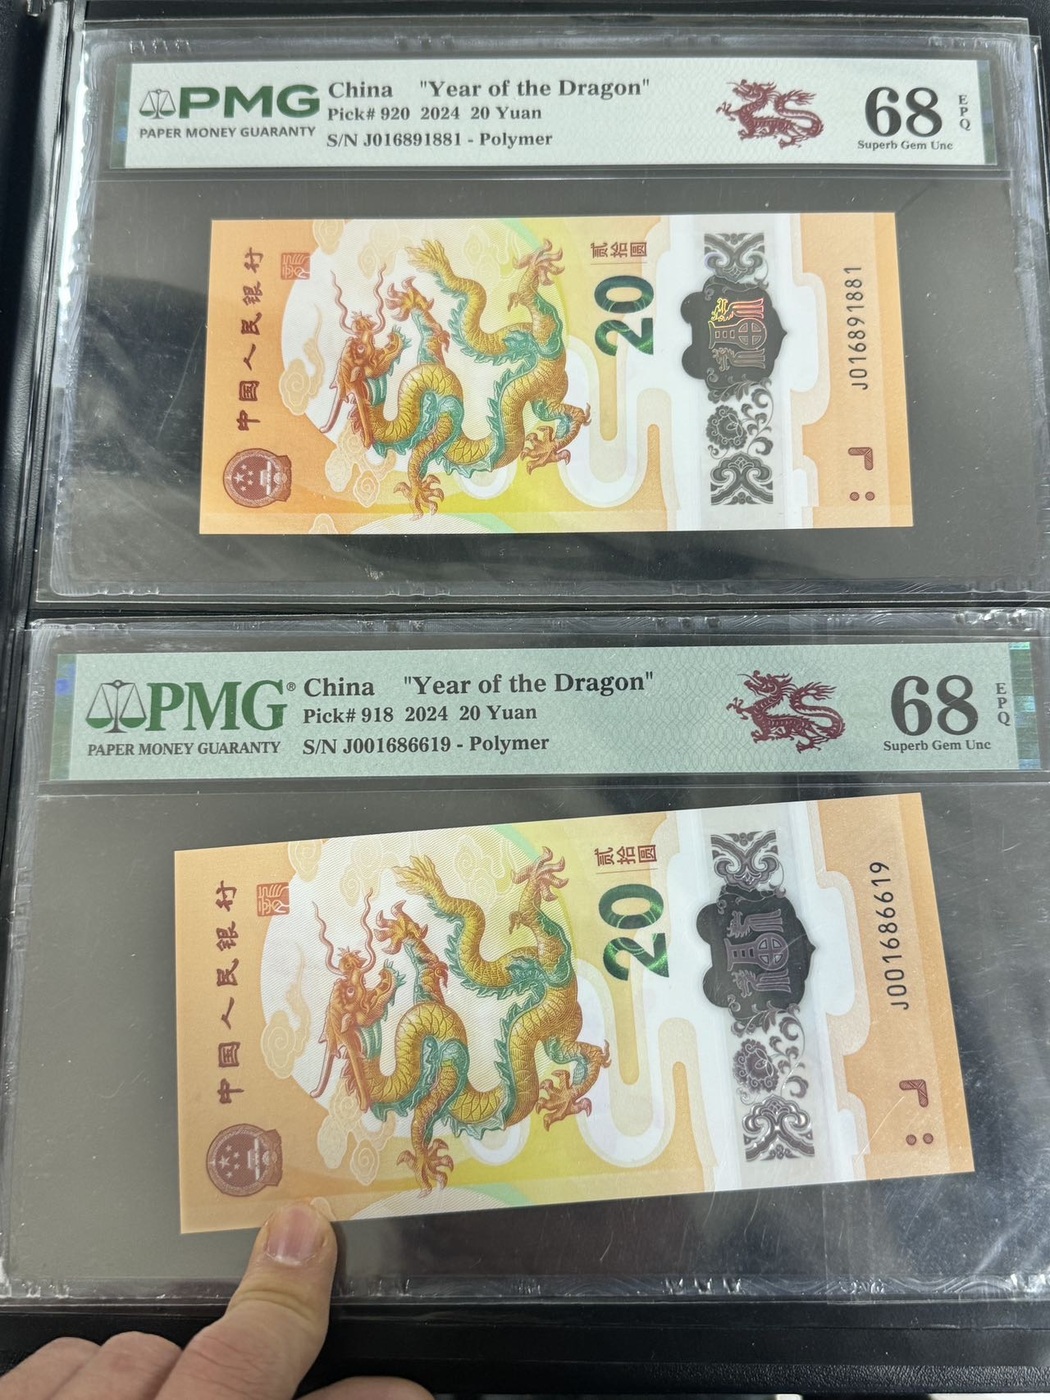 PMG
PAPER MONEY GUARANTY
China "Year of the Dragon"
Pick# 920 2024 20 Yuan
S/N J016891881 - Polymer
68
EPQ
Superb Gem Unc
中国人民银行
贰拾圆
20
J016891881
PMG®
PAPER MONEY GUARANTY
China "Year of the Dragon"
Pick# 918 2024 20 Yuan
S/N J001686619 - Polymer
68
EPQ
Superb Gem Unc
中国人民银行
贰拾圆
20
J001686619